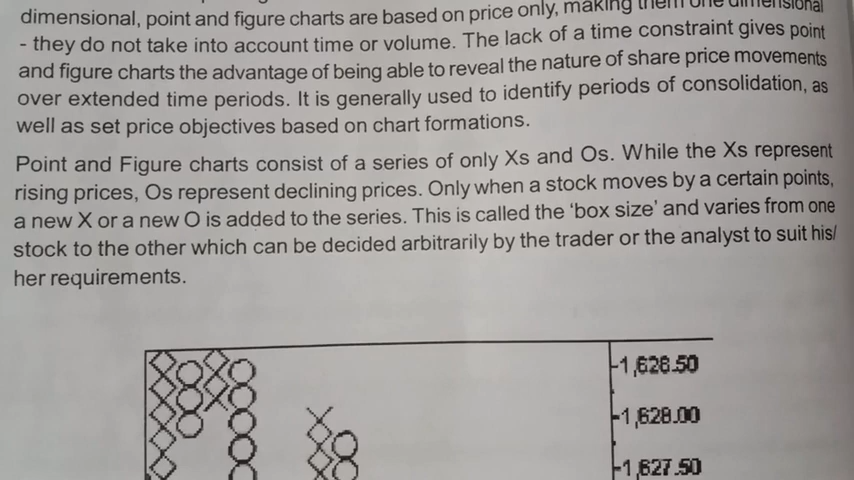 dimensional, point and figure charts are based on price only, making them one dimensional
- they do not take into account time or volume. The lack of a time constraint gives point
and figure charts the advantage of being able to reveal the nature of share price movements
over extended time periods. It is generally used to identify periods of consolidation, as
well as set price objectives based on chart formations.
Point and Figure charts consist of a series of only Xs and Os. While the Xs represent
rising prices, Os represent declining prices. Only when a stock moves by a certain points,
a new X or a new O is added to the series. This is called the 'box size' and varies from one
stock to the other which can be decided arbitrarily by the trader or the analyst to suit his/
her requirements.
1,628.50
1,628.00
1,627.50